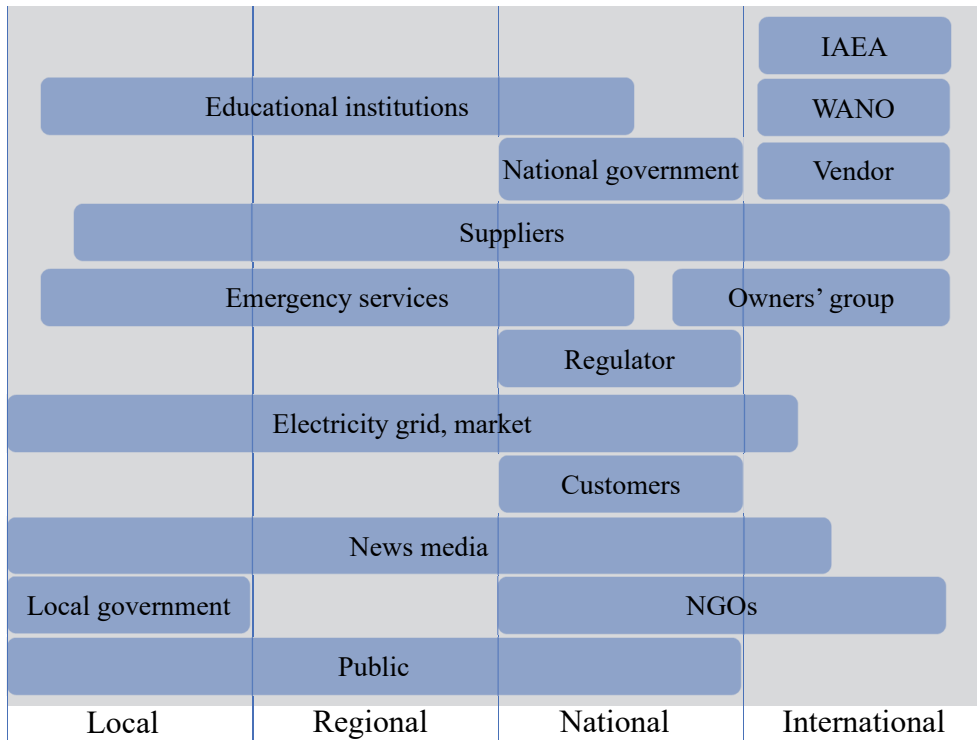 IAEA
Educational institutions
WANO
National government
Vendor
Suppliers
Emergency services
Owners’ group
Regulator
Electricity grid, market
Customers
News media
Local government
NGOs
Public
Local
Regional
National
International